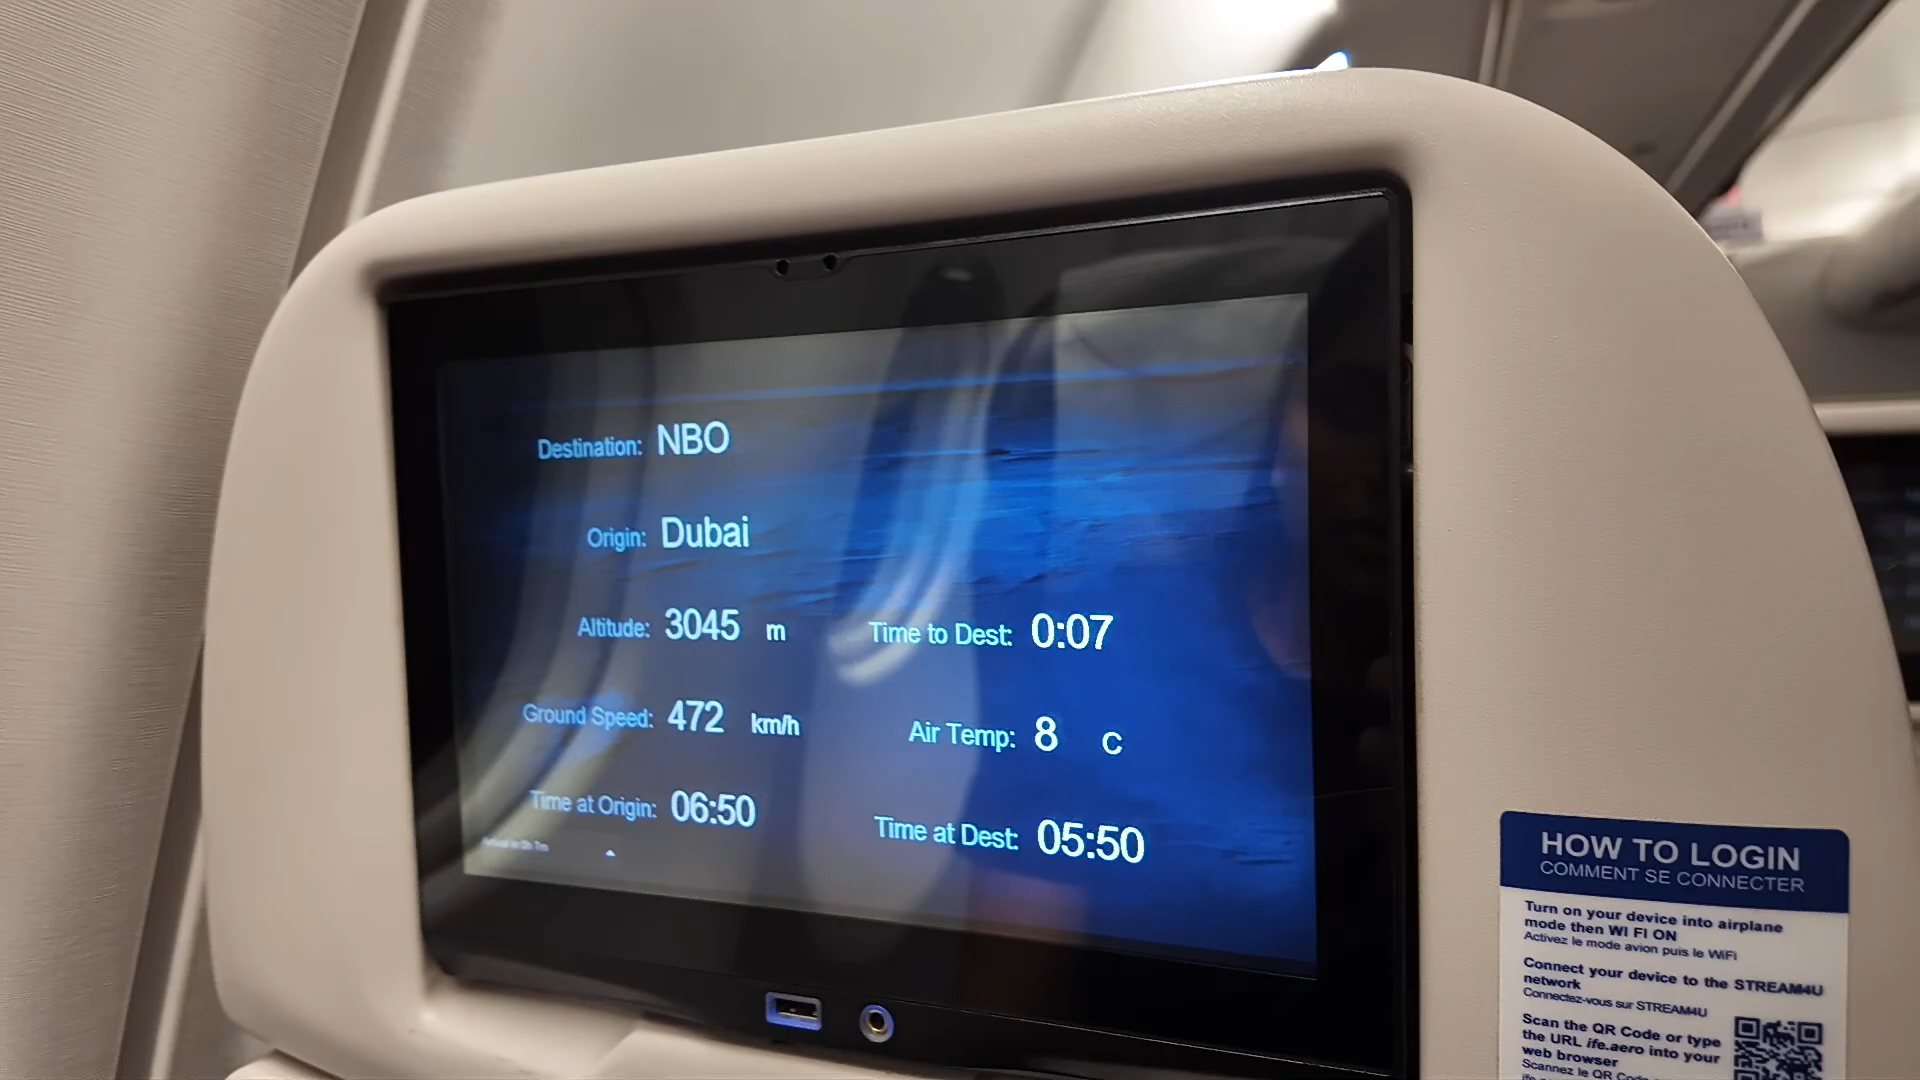 Destination: NBO
Origin: Dubai
Altitude: 3045 m
Time to Dest: 0:07
Ground Speed: 472 km/h
Air Temp: 8 C
Time at Origin: 06:50
Time at Dest: 05:50
Arrival in 0h 7m
HOW TO LOGIN
COMMENT SE CONNECTER
Turn on your device into airplane
mode then WI FI ON
Activez le mode avion puis le WiFi
Connect your device to the STREAM4U
network
Connectez-vous sur STREAM4U
Scan the QR Code or type
the URL ife.aero into your
web browser
Scannez le QR Code